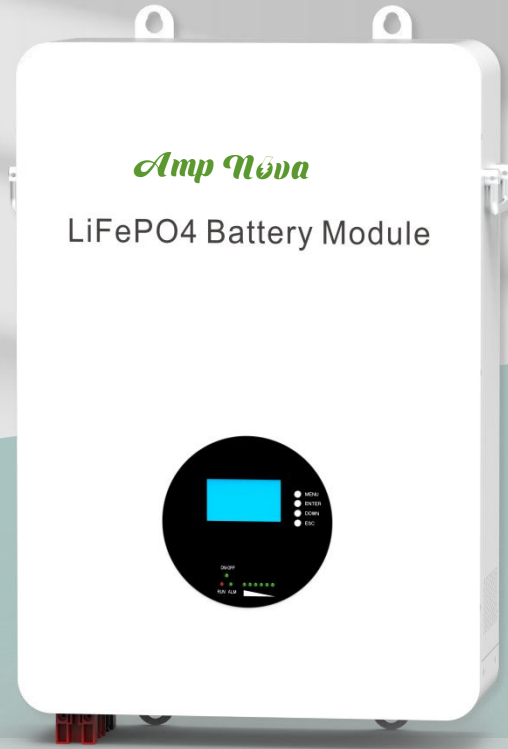 Amp Nova
LiFePO4 Battery Module
MENU
ENTER
DOWN
ESC
ON/OFF
RUN ALM